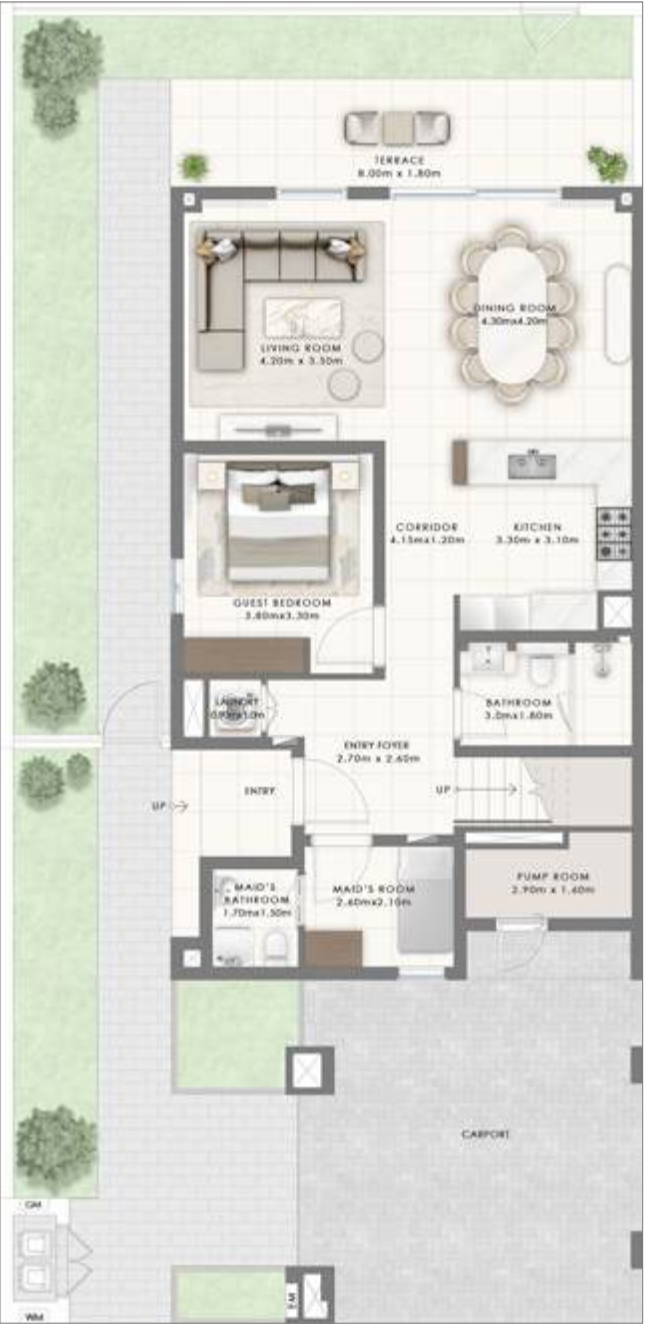 TERRACE
8.00m x 1.80m
DINING ROOM
4.30mx4.20m
LIVING ROOM
4.20m x 3.50m
CORRIDOR
4.15mx1.20m
KITCHEN
3.30m x 3.10m
GUEST BEDROOM
3.80mx3.30m
LAUNDRY
BATHROOM
3.0mx1.80m
ENTRY FOYER
2.70m x 2.60m
ENTRY
UP
UP
MAID'S
BATHROOM
1.70mx1.50m
MAID'S ROOM
2.60mx2.10m
PUMP ROOM
2.90m x 1.60m
CARPORT
GM
WM
EM